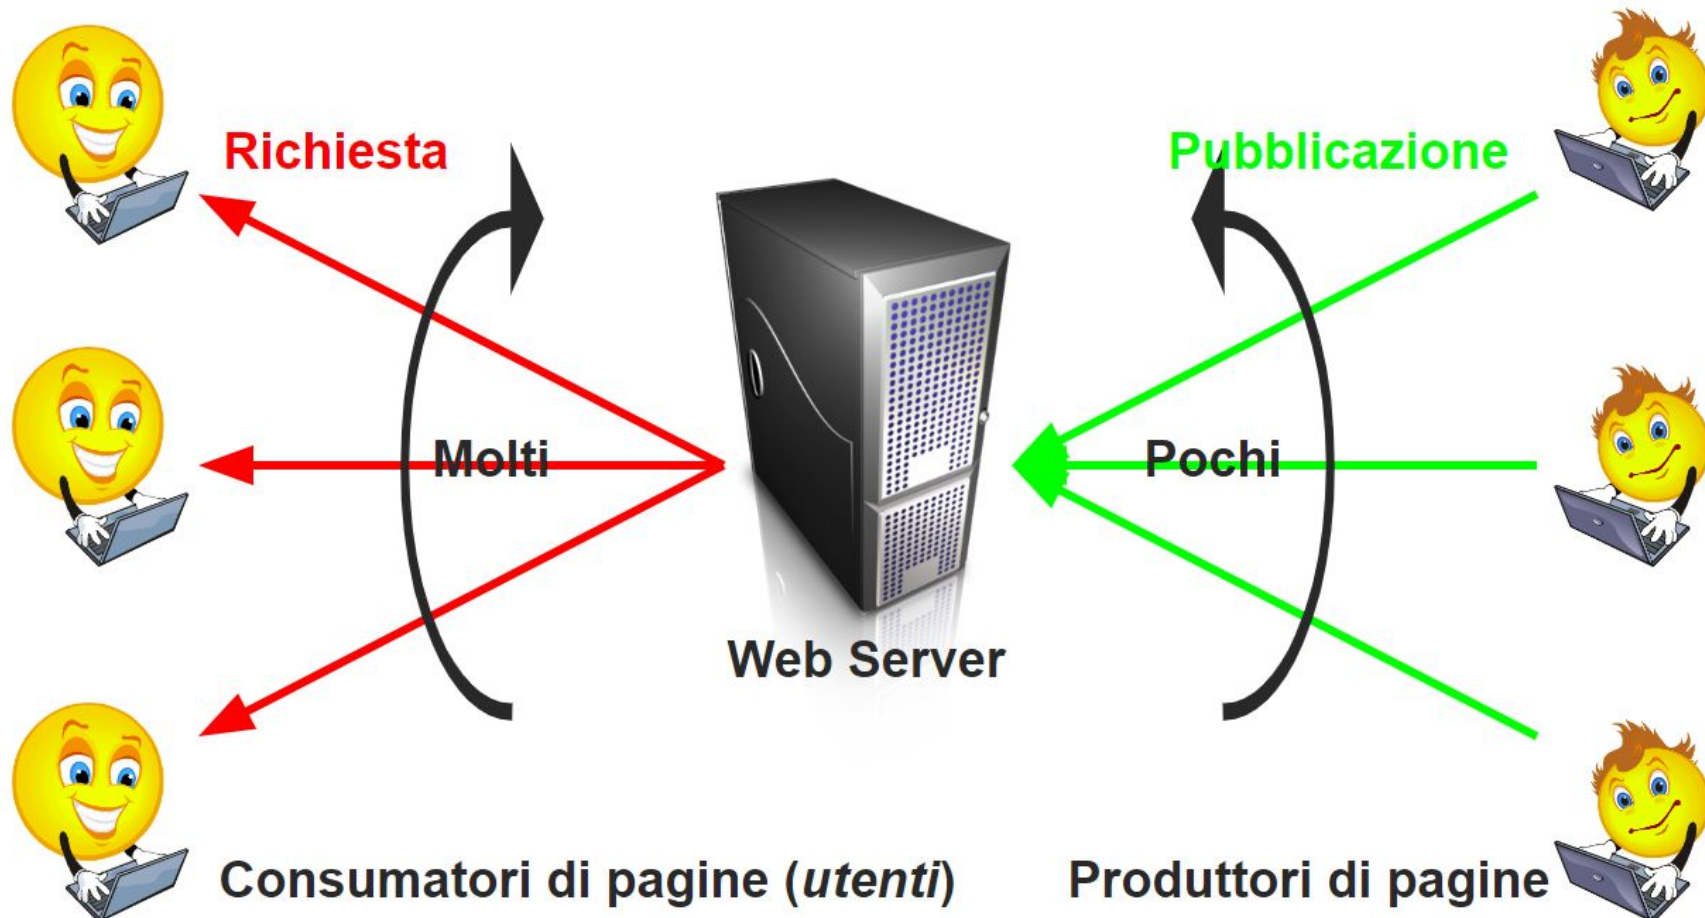 Richiesta
Pubblicazione
Molti
Pochi
Web Server
Consumatori di pagine (utenti)
Produttori di pagine